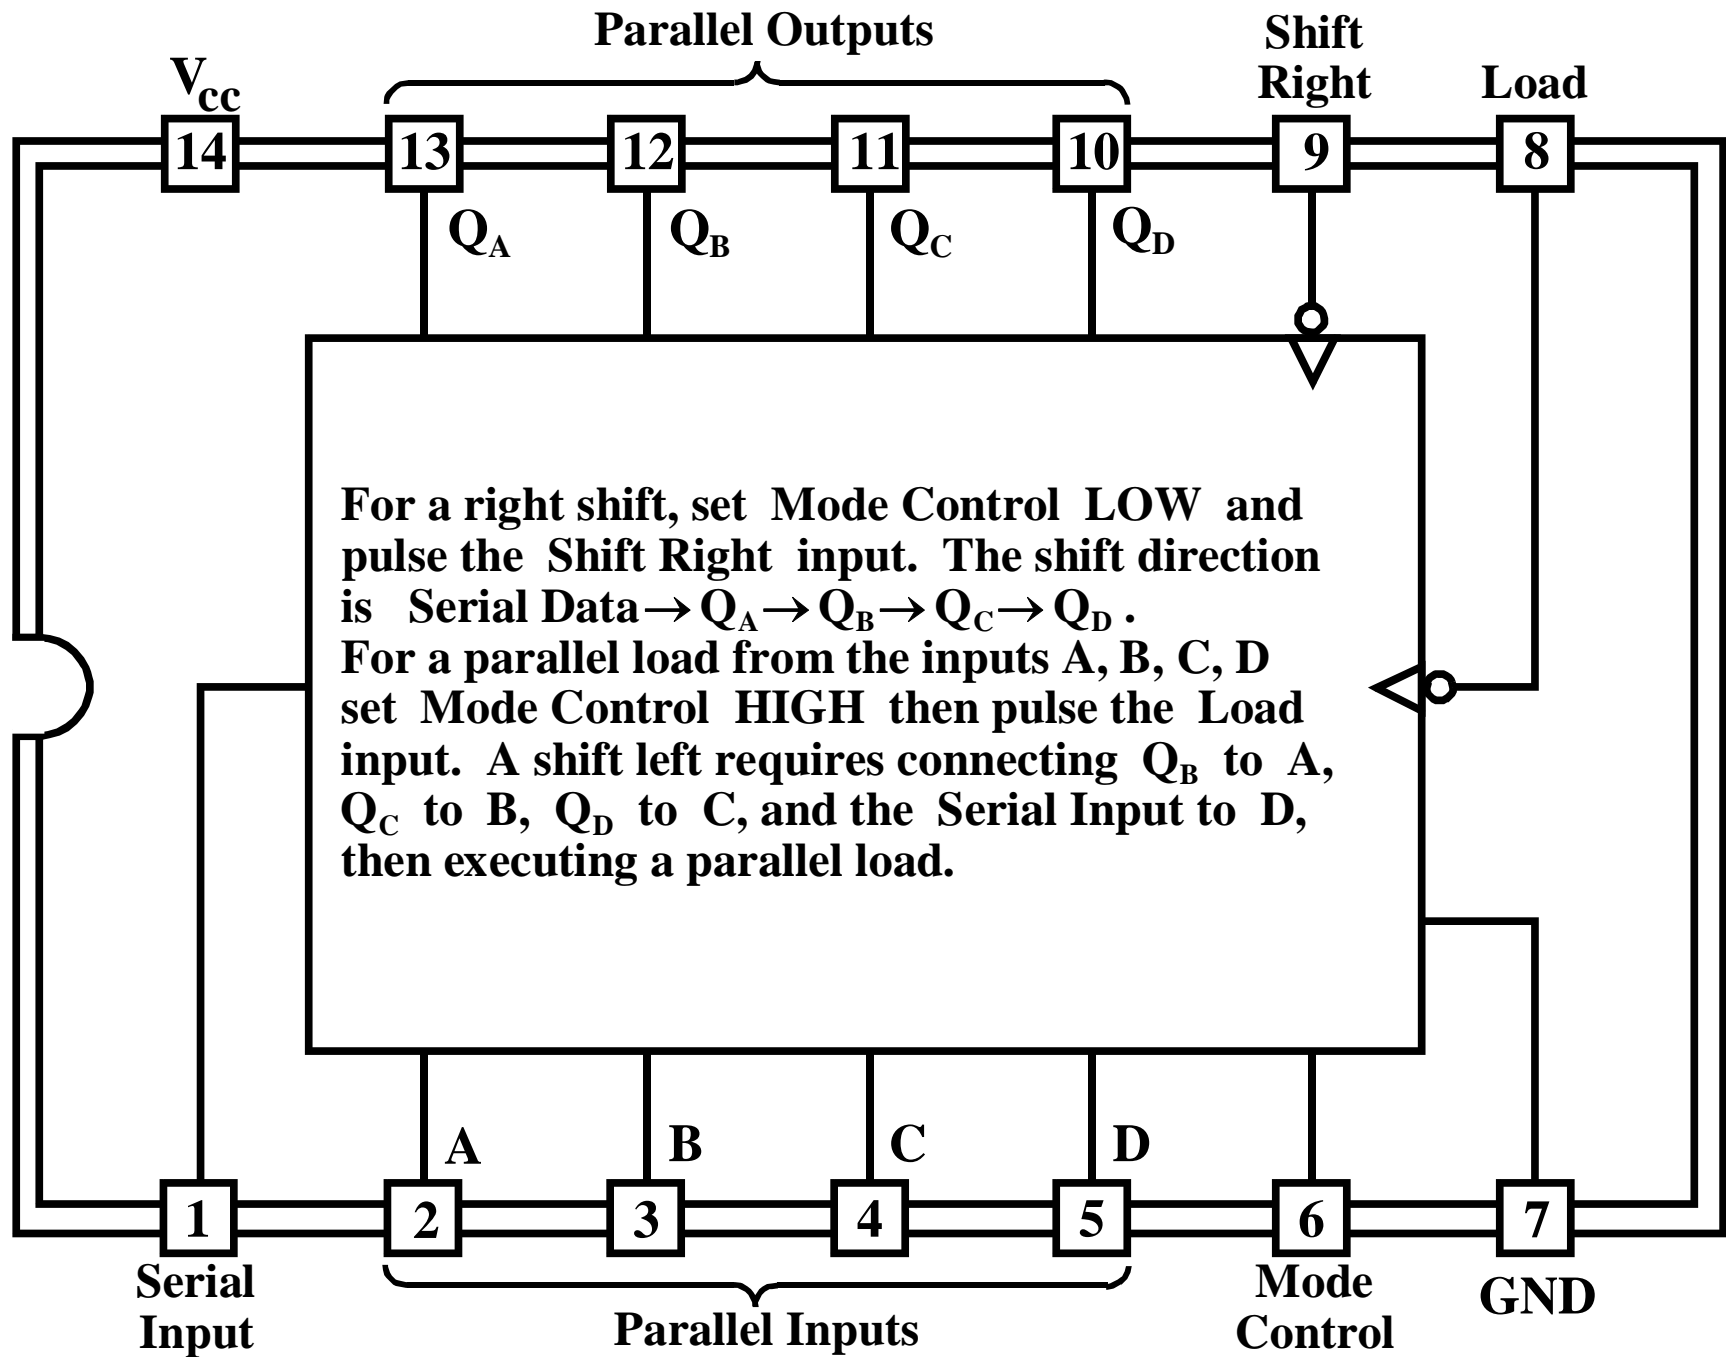 Parallel Outputs
Shift
Right
Load
Vcc
14
13
12
11
10
9
8
QA
QB
QC
QD
For a right shift, set Mode Control LOW and
pulse the Shift Right input. The shift direction
is Serial Data→QA→QB→QC→QD .
For a parallel load from the inputs A, B, C, D
set Mode Control HIGH then pulse the Load
input. A shift left requires connecting QB to A,
QC to B, QD to C, and the Serial Input to D,
then executing a parallel load.
A
B
C
D
1
2
3
4
5
6
7
Serial
Input
Parallel Inputs
Mode
Control
GND